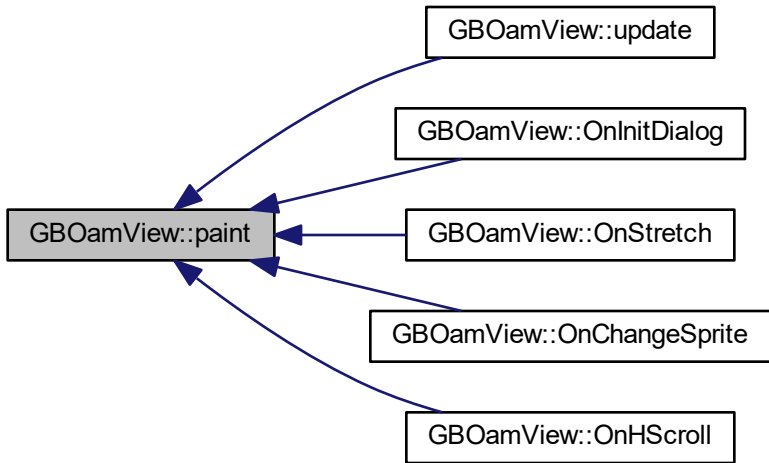 GBOamView::update
GBOamView::OnInitDialog
GBOamView::paint
GBOamView::OnStretch
GBOamView::OnChangeSprite
GBOamView::OnHScroll